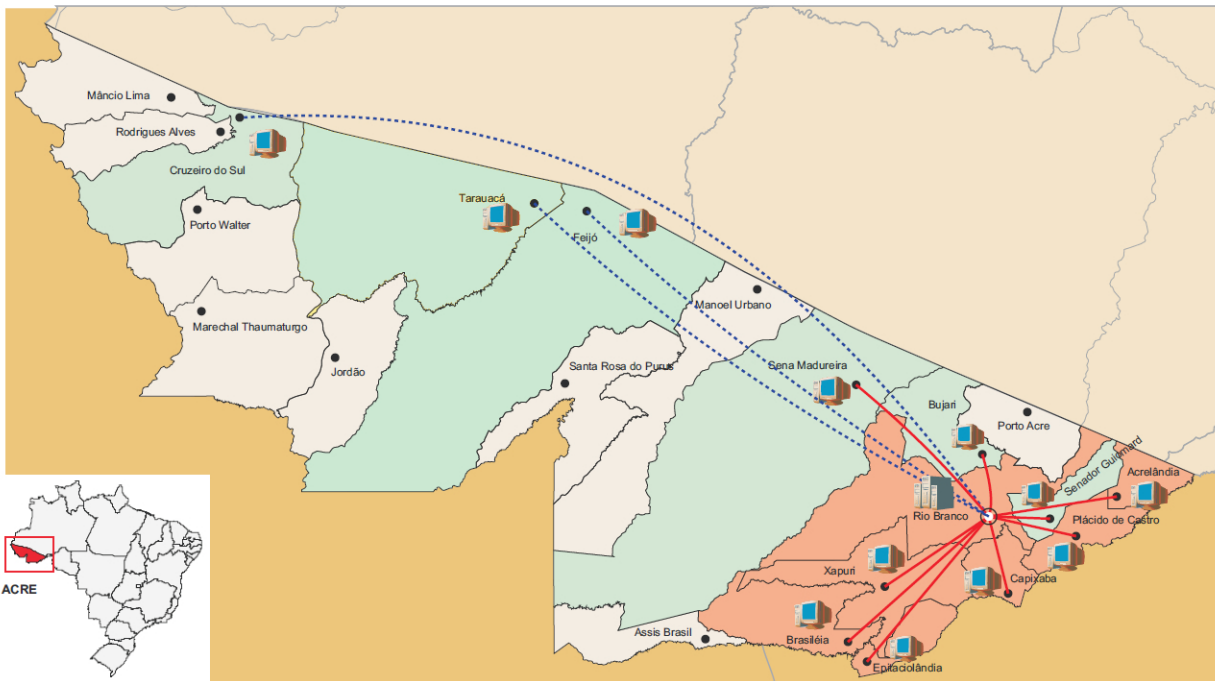 Mâncio Lima
Rodrigues Alves
Cruzeiro do Sul
Tarauacá
Porto Walter
Feijó
Manoel Urbano
Marechal Thaumaturgo
Jordão
Santa Rosa do Purus
Sena Madureira
Bujari
Porto Acre
Senador Guiomard
Acrelândia
Rio Branco
Plácido de Castro
Xapuri
Capixaba
ACRE
Assis Brasil
Brasiléia
Epitaciolândia